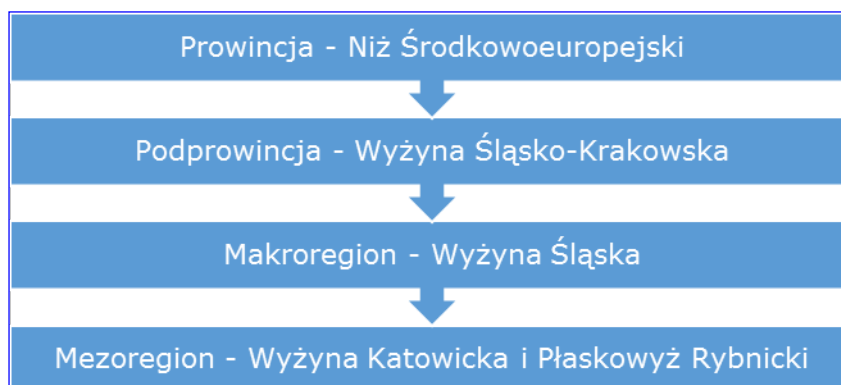 Prowincja - Niż Środkowoeuropejski
Podprowincja - Wyżyna Śląsko-Krakowska
Makroregion - Wyżyna Śląska
Mezoregion - Wyżyna Katowicka i Płaskowyż Rybnicki